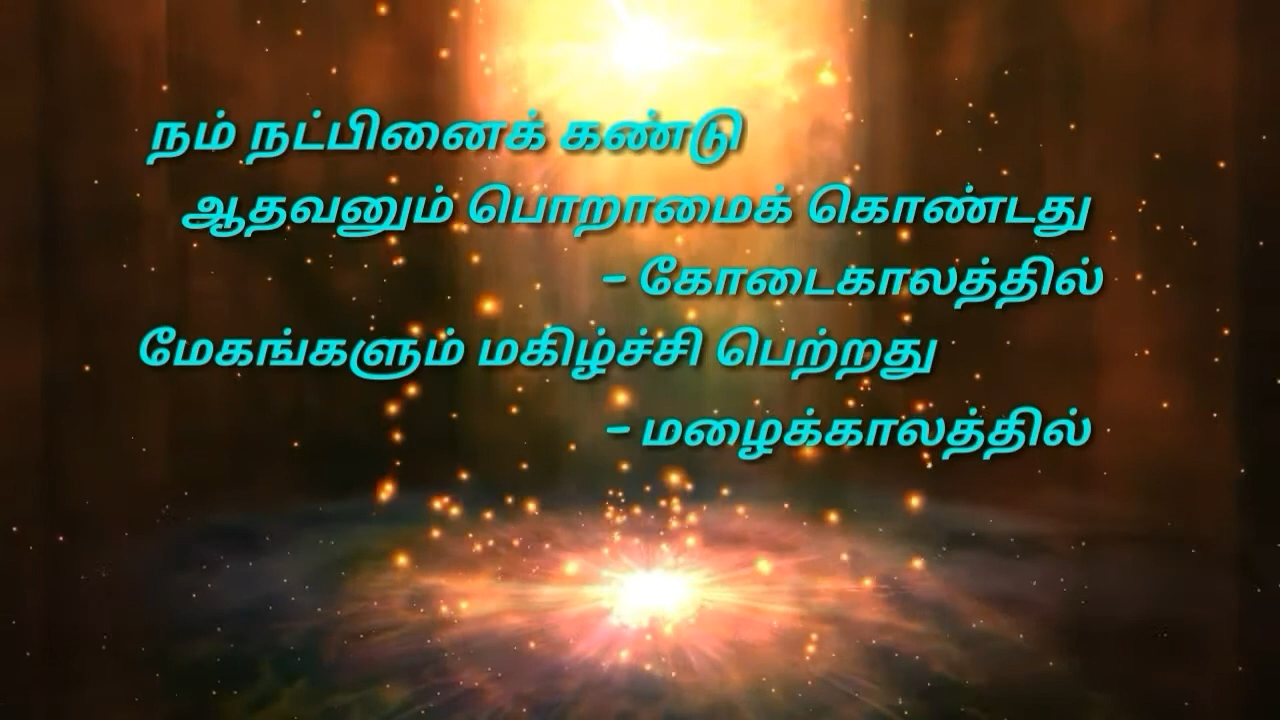 நம் நட்பினைக் கண்டு
ஆதவனும் பொறாமைக் கொண்டது
- கோடைகாலத்தில்
மேகங்களும் மகிழ்ச்சி பெற்றது
- மழைக்காலத்தில்